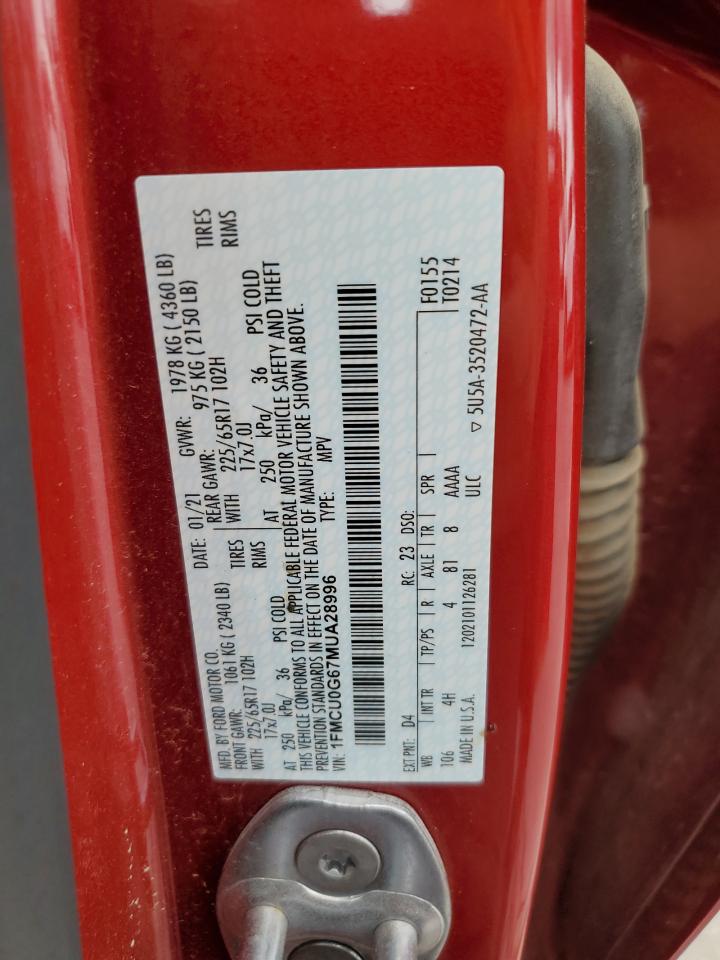 MFD. BY FORD MOTOR CO. DATE: 01/21 GVWR: 1978 KG ( 4360 LB)
FRONT GAWR: 1061 KG ( 2340 LB) REAR GAWR: 975 KG ( 2150 LB)
WITH 225/65R17 102H TIRES WITH 225/65R17 102H TIRES
17x7.0J RIMS 17x7.0J RIMS
AT 250 kPa/ 36 PSI COLD AT 250 kPa/ 36 PSI COLD
THIS VEHICLE CONFORMS TO ALL APPLICABLE FEDERAL MOTOR VEHICLE SAFETY AND THEFT
PREVENTION STANDARDS IN EFFECT ON THE DATE OF MANUFACTURE SHOWN ABOVE.
VIN: 1FMCU0G67MUA28996 TYPE: MPV
EXT PNT: D4 RC: 23 DSO: F0155
WB INT TR TP/PS R AXLE TR SPR T0214
106 4H 4 81 8 AAAA
MADE IN U.S.A. 1202101126281 ULC ▽ 5U5A-3520472-AA